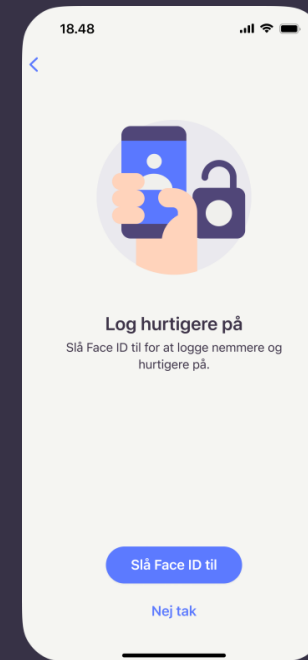 18.48
Log hurtigere på
Slå Face ID til for at logge nemmere og
hurtigere på.
Slå Face ID til
Nej tak